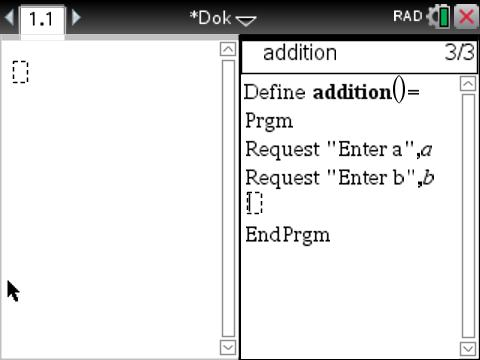 1.1 *Dok RAD
addition 3/3
Define addition()=
Prgm
Request "Enter a",a
Request "Enter b",b
EndPrgm